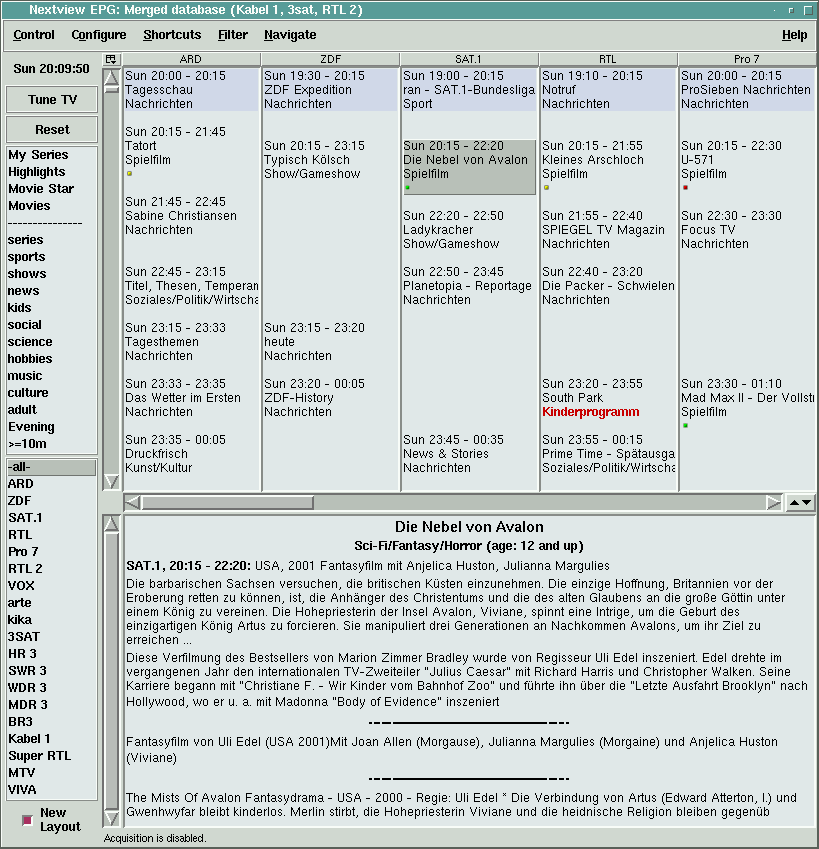 Nextview EPG: Merged database (Kabel 1, 3sat, RTL 2)
Control Configure Shortcuts Filter Navigate Help
Sun 20:09:50
Tune TV
Reset
My Series
Highlights
Movie Star
Movies
---------------
series
sports
shows
news
kids
social
science
hobbies
music
culture
adult
Evening
>=10m
-all-
ARD
ZDF
SAT.1
RTL
Pro 7
RTL 2
VOX
arte
kika
3SAT
HR 3
SWR 3
WDR 3
MDR 3
BR3
Kabel 1
Super RTL
MTV
VIVA
New
Layout
ARD
Sun 20:00 - 20:15
Tagesschau
Nachrichten
Sun 20:15 - 21:45
Tatort
Spielfilm
Sun 21:45 - 22:45
Sabine Christiansen
Nachrichten
Sun 22:45 - 23:15
Titel, Thesen, Temperam
Soziales/Politik/Wirtscha
Sun 23:15 - 23:33
Tagesthemen
Nachrichten
Sun 23:33 - 23:35
Das Wetter im Ersten
Nachrichten
Sun 23:35 - 00:05
Druckfrisch
Kunst/Kultur
ZDF
Sun 19:30 - 20:15
ZDF Expedition
Nachrichten
Sun 20:15 - 23:15
Typisch Kölsch
Show/Gameshow
Sun 23:15 - 23:20
heute
Nachrichten
Sun 23:20 - 00:05
ZDF-History
Nachrichten
SAT.1
Sun 19:00 - 20:15
ran - SAT.1-Bundesliga
Sport
Sun 20:15 - 22:20
Die Nebel von Avalon
Spielfilm
Sun 22:20 - 22:50
Ladykracher
Show/Gameshow
Sun 22:50 - 23:45
Planetopia - Reportage
Nachrichten
Sun 23:45 - 00:35
News & Stories
Nachrichten
RTL
Sun 19:10 - 20:15
Notruf
Nachrichten
Sun 20:15 - 21:55
Kleines Arschloch
Spielfilm
Sun 21:55 - 22:40
SPIEGEL TV Magazin
Nachrichten
Sun 22:40 - 23:20
Die Packer - Schwielen
Nachrichten
Sun 23:20 - 23:55
South Park
Kinderprogramm
Sun 23:55 - 00:15
Prime Time - Spätausga
Soziales/Politik/Wirtscha
Pro 7
Sun 20:00 - 20:15
ProSieben Nachrichten
Nachrichten
Sun 20:15 - 22:30
U-571
Spielfilm
Sun 22:30 - 23:30
Focus TV
Nachrichten
Sun 23:30 - 01:10
Mad Max II - Der Vollstr
Spielfilm
Die Nebel von Avalon
Sci-Fi/Fantasy/Horror (age: 12 and up)
SAT.1, 20:15 - 22:20: USA, 2001 Fantasyfilm mit Anjelica Huston, Julianna Margulies
Die barbarischen Sachsen versuchen, die britischen Küsten einzunehmen. Die einzige Hoffnung, Britannien vor der
Eroberung retten zu können, ist, die Anhänger des Christentums und die des alten Glaubens an die große Göttin unter
einem König zu vereinen. Die Hohepriesterin der Insel Avalon, Viviane, spinnt eine Intrige, um die Geburt des
einzigartigen König Artus zu forcieren. Sie manipuliert drei Generationen an Nachkommen Avalons, um ihr Ziel zu
erreichen ...
Diese Verfilmung des Bestsellers von Marion Zimmer Bradley wurde von Regisseur Uli Edel inszeniert. Edel drehte im
vergangenen Jahr den internationalen TV-Zweiteiler "Julius Caesar" mit Richard Harris und Christopher Walken. Seine
Karriere begann mit "Christiane F. - Wir Kinder vom Bahnhof Zoo" und führte ihn über die "Letzte Ausfahrt Brooklyn" nach
Hollywood, wo er u. a. mit Madonna "Body of Evidence" inszeniert
Fantasyfilm von Uli Edel (USA 2001)Mit Joan Allen (Morgause), Julianna Margulies (Morgaine) und Anjelica Huston
(Viviane)
The Mists Of Avalon Fantasydrama - USA - 2000 - Regie: Uli Edel * Die Verbindung von Artus (Edward Atterton, l.) und
Gwenhwyfar bleibt kinderlos. Merlin stirbt, die Hohepriesterin Viviane und die heidnische Religion bleiben gegenüb
Acquisition is disabled.